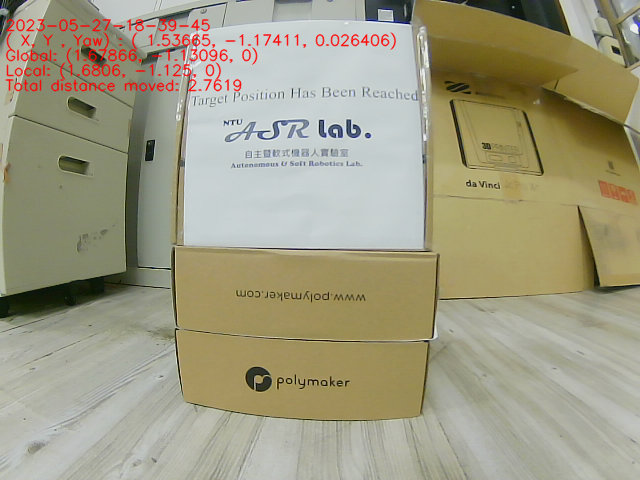 2023-05-27-18-39-45
( X, Y , Yaw) : ( 1.53665, -1.17411, 0.026406)
Global: (1.67866, -1.13096, 0)
Local: (1.6806, -1.125, 0)
Total distance moved: 2.7619
Target Position Has Been Reached
NTU ASR Lab.
自主暨軟式機器人實驗室
Autonomous & Soft Robotics Lab.
da Vinci
www.polymaker.com
polymaker